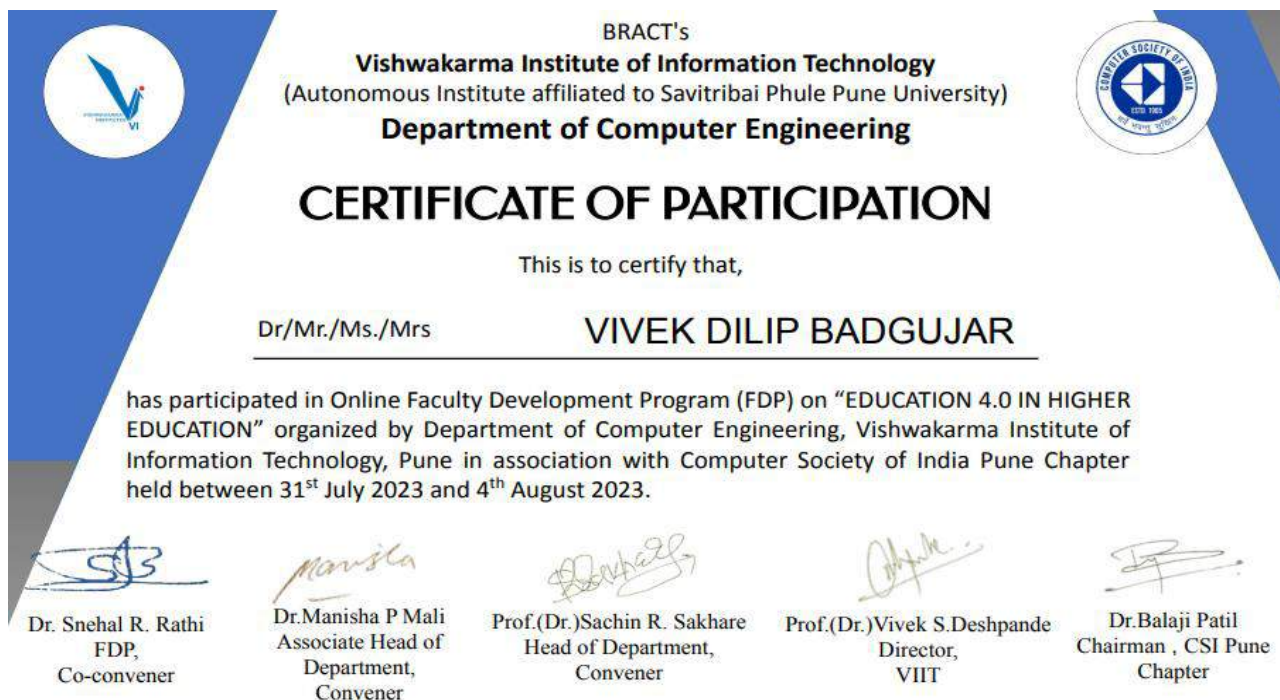 BRACT's
Vishwakarma Institute of Information Technology
(Autonomous Institute affiliated to Savitribai Phule Pune University)
Department of Computer Engineering
VI
COMPUTER SOCIETY OF INDIA
ESTD 1965
CERTIFICATE OF PARTICIPATION
This is to certify that,
Dr/Mr./Ms./Mrs VIVEK DILIP BADGUJAR
has participated in Online Faculty Development Program (FDP) on “EDUCATION 4.0 IN HIGHER
EDUCATION” organized by Department of Computer Engineering, Vishwakarma Institute of
Information Technology, Pune in association with Computer Society of India Pune Chapter
held between 31st July 2023 and 4th August 2023.
Manisha
Dr. Snehal R. Rathi
FDP,
Co-convener
Dr.Manisha P Mali
Associate Head of
Department,
Convener
Prof.(Dr.)Sachin R. Sakhare
Head of Department,
Convener
Prof.(Dr.)Vivek S.Deshpande
Director,
VIIT
Dr.Balaji Patil
Chairman , CSI Pune
Chapter